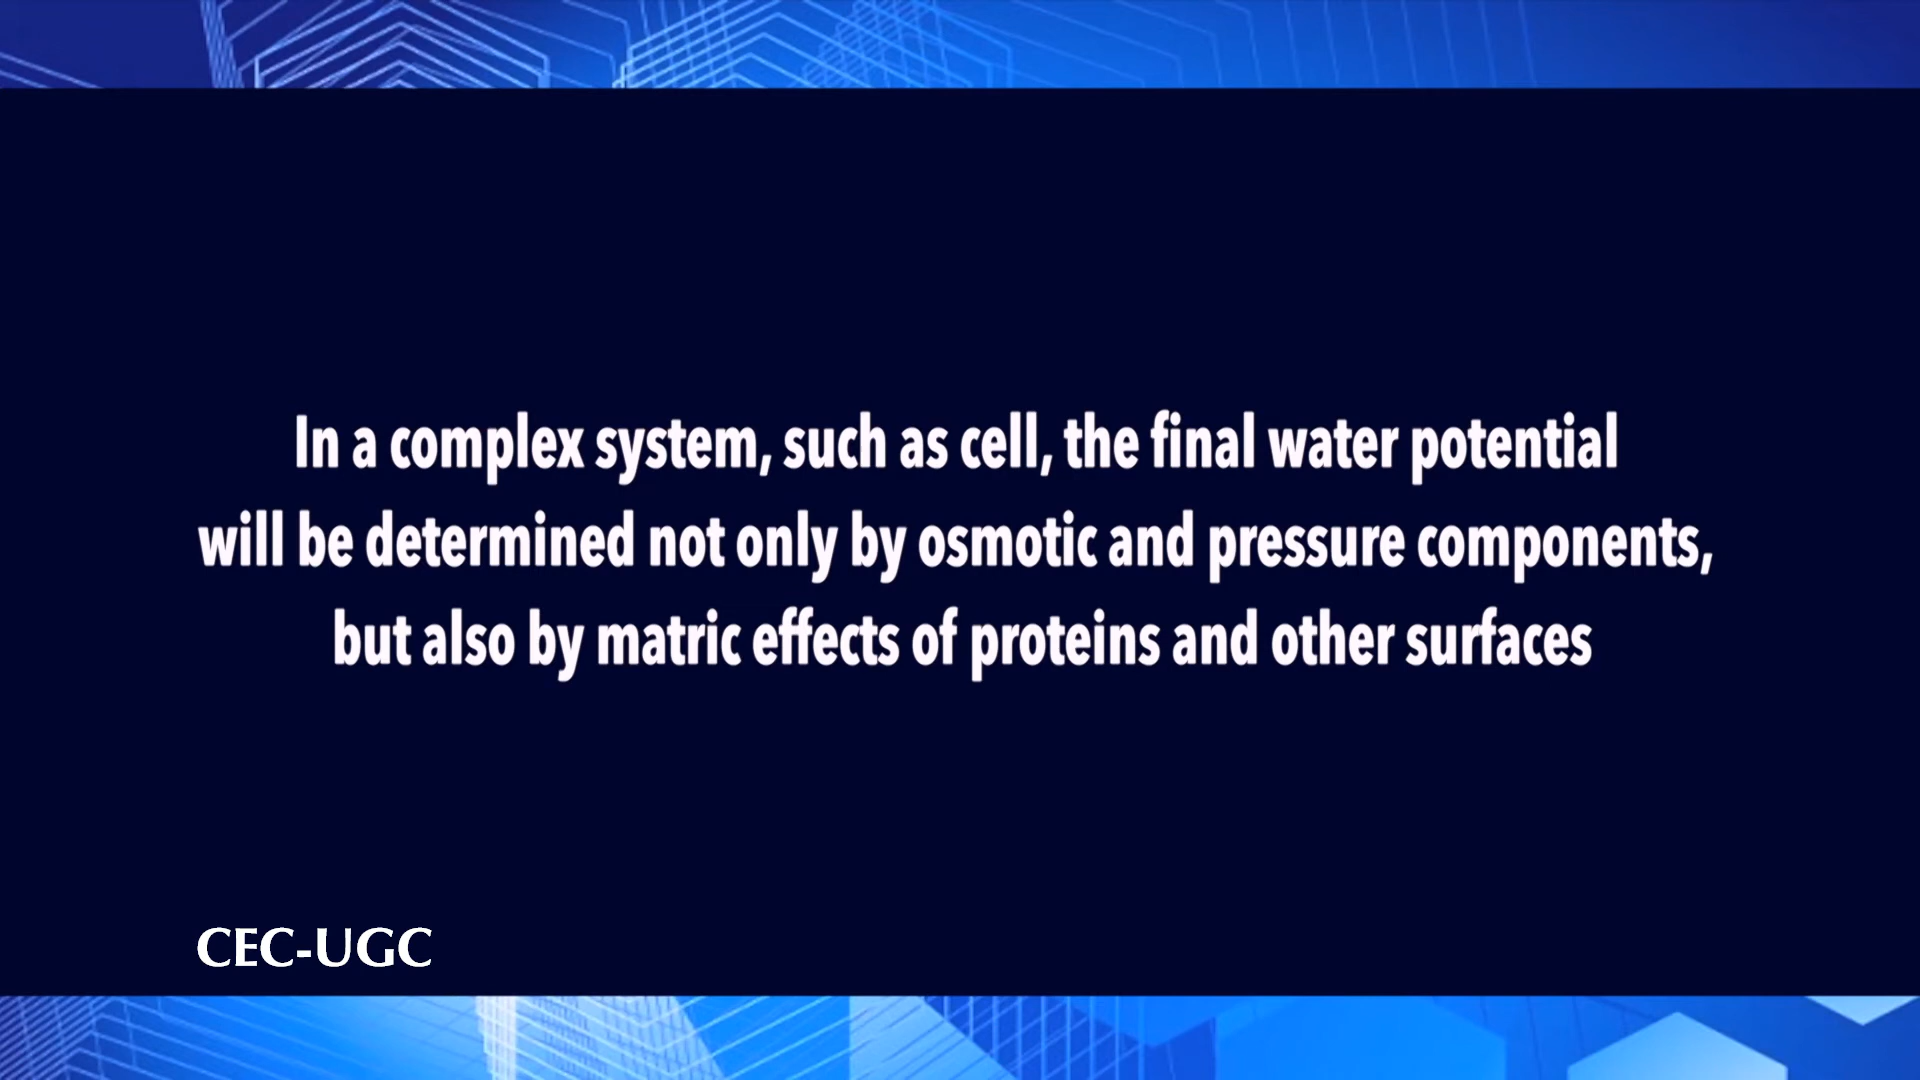 In a complex system, such as cell, the final water potential
will be determined not only by osmotic and pressure components,
but also by matric effects of proteins and other surfaces
CEC-UGC